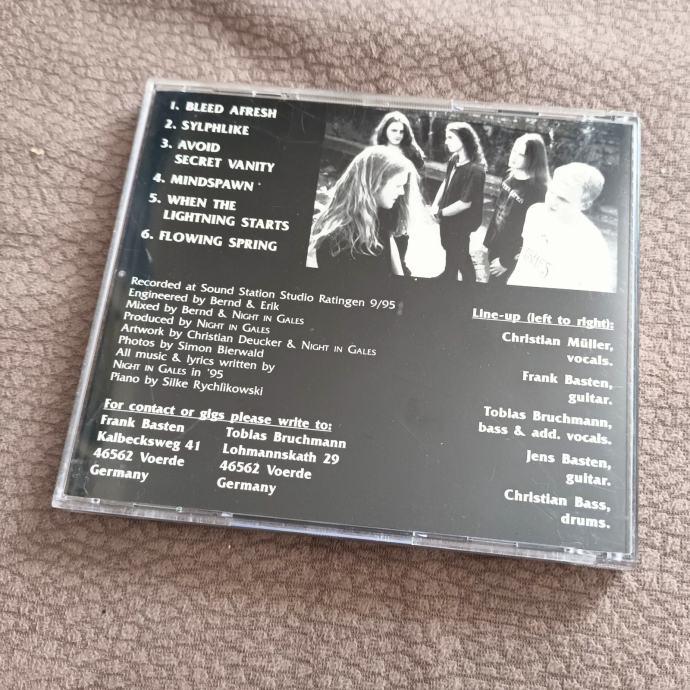 1. BLEED AFRESH
2. SYLPHLIKE
3. AVOID
SECRET VANITY
4. MINDSPAWN
5. WHEN THE
LIGHTNING STARTS
6. FLOWING SPRING
Recorded at Sound Station Studio Ratingen 9/95
Engineered by Bernd & Erik
Mixed by Bernd & NIGHT IN GALES
Produced by NIGHT IN GALES
Artwork by Christian Deucker & NIGHT IN GALES
Photos by Simon Bierwald
All music & lyrics written by
NIGHT IN GALES in '95
Piano by Silke Rychlikowski
For contact or gigs please write to:
Frank Basten
Kalbecksweg 41
46562 Voerde
Germany
Tobias Bruchmann
Lohmannskath 29
46562 Voerde
Germany
Line-up (left to right):
Christian Müller,
vocals.
Frank Basten,
guitar.
Tobias Bruchmann,
bass & add. vocals.
Jens Basten,
guitar.
Christian Bass,
drums.